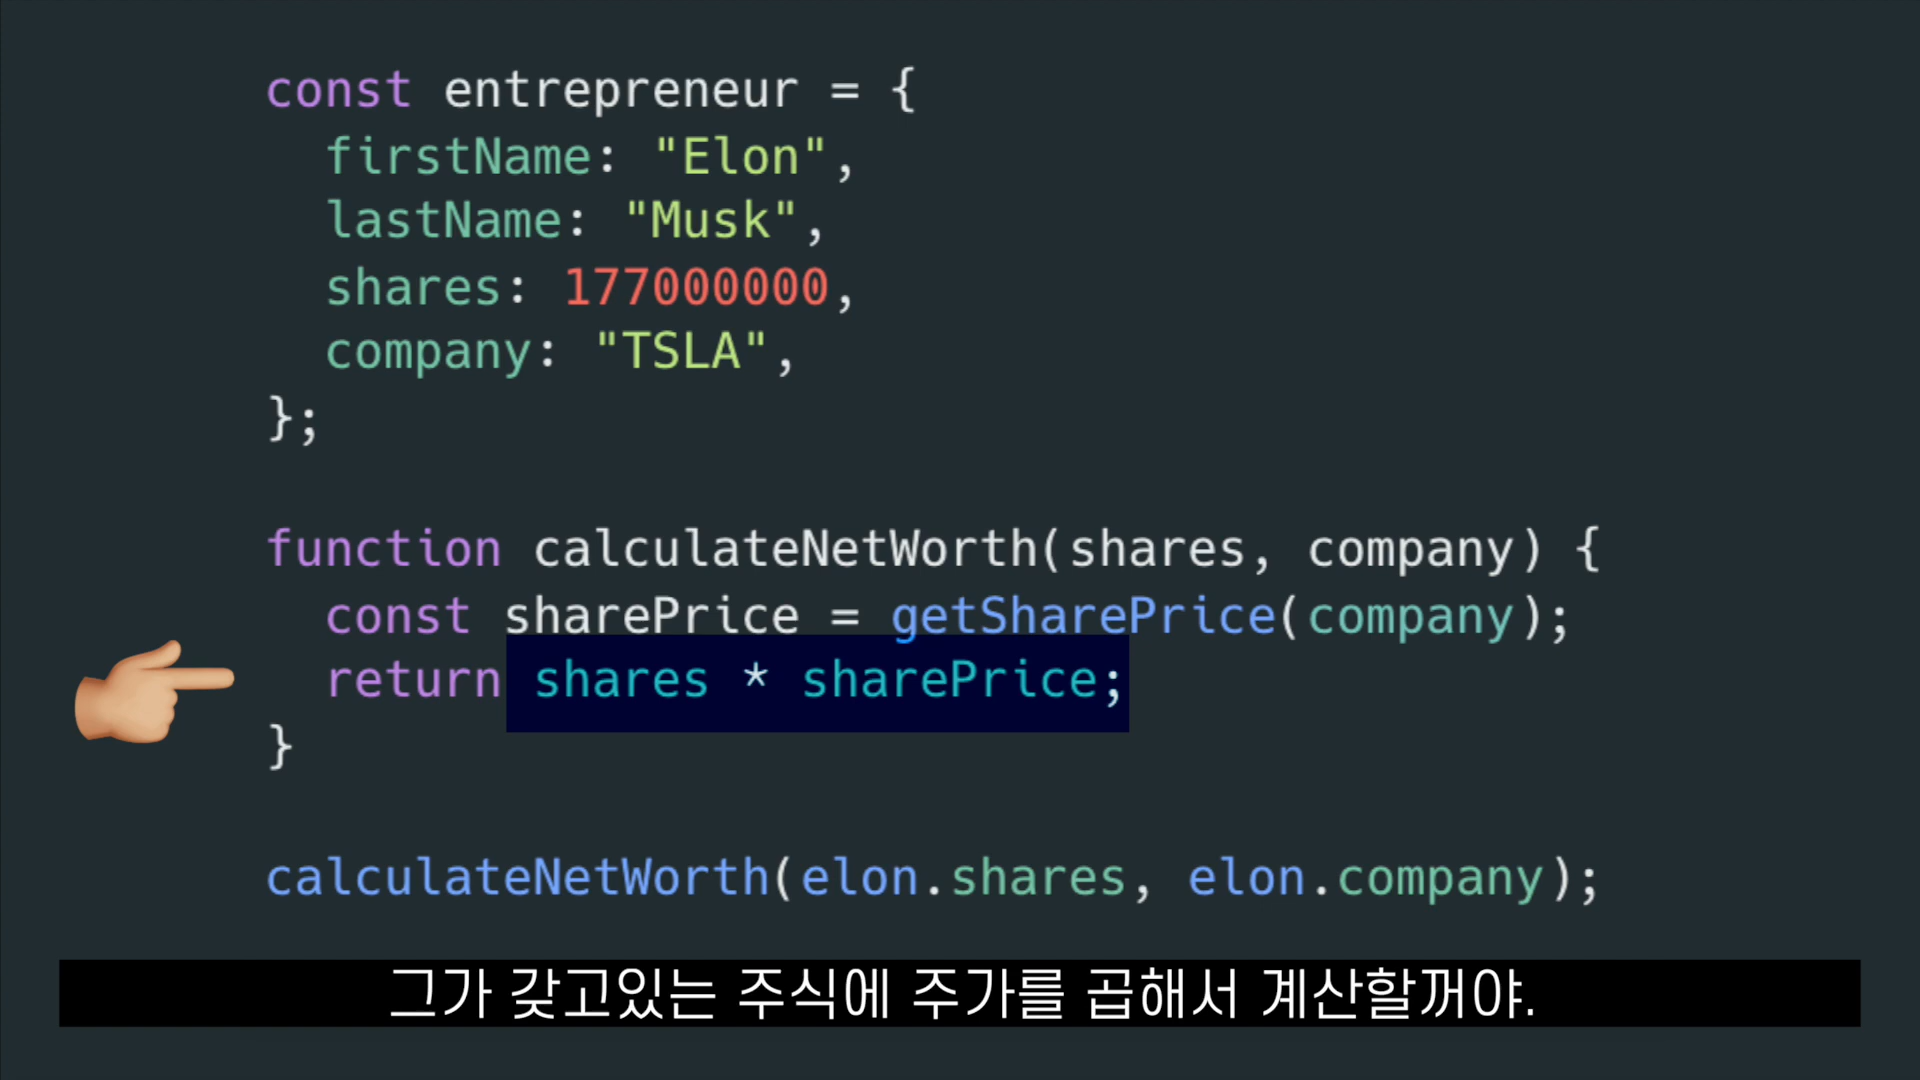 const entrepreneur = {
  firstName: "Elon",
  lastName: "Musk",
  shares: 177000000,
  company: "TSLA",
};
function calculateNetWorth(shares, company) {
  const sharePrice = getSharePrice(company);
  return shares * sharePrice;
}
calculateNetWorth(elon.shares, elon.company);
그가 갖고있는 주식에 주가를 곱해서 계산할꺼야.